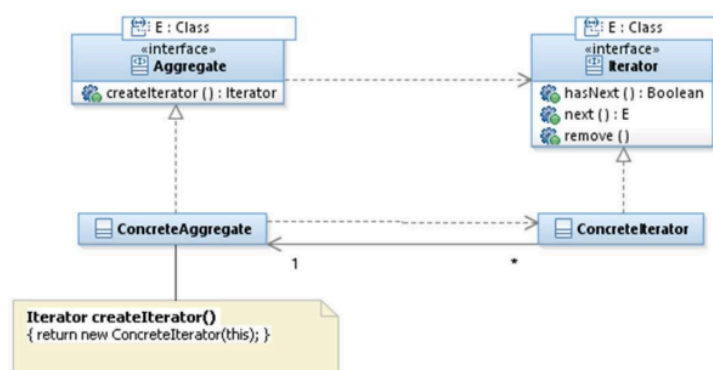 E : Class
«interface»
Aggregate
createIterator ( ) : Iterator
E : Class
«interface»
Iterator
hasNext ( ) : Boolean
next ( ) : E
remove ( )
ConcreteAggregate
ConcreteIterator
1
*
Iterator createIterator()
{ return new ConcreteIterator(this); }